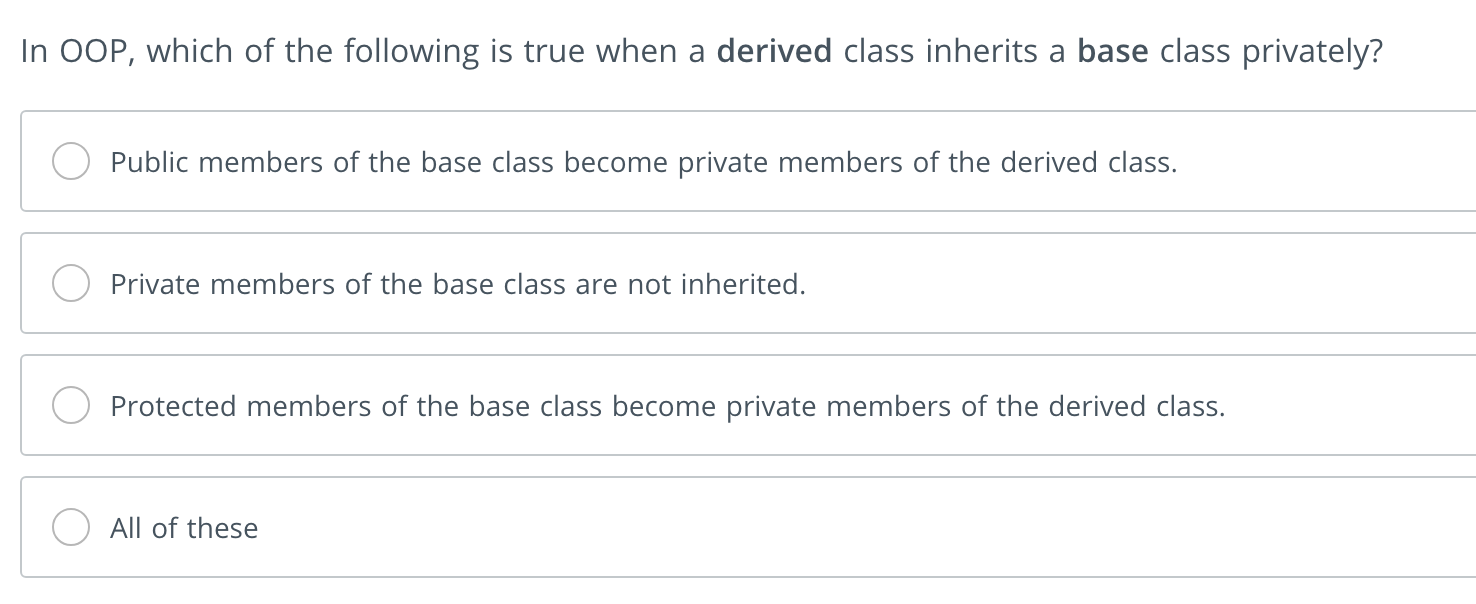 In OOP, which of the following is true when a derived class inherits a base class privately?
Public members of the base class become private members of the derived class.
Private members of the base class are not inherited.
Protected members of the base class become private members of the derived class.
All of these